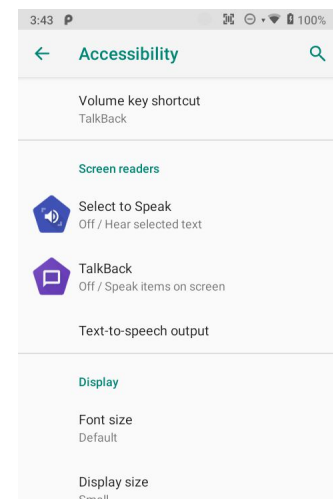 3:43
100%
Accessibility
Volume key shortcut
TalkBack
Screen readers
Select to Speak
Off / Hear selected text
TalkBack
Off / Speak items on screen
Text-to-speech output
Display
Font size
Default
Display size
Small